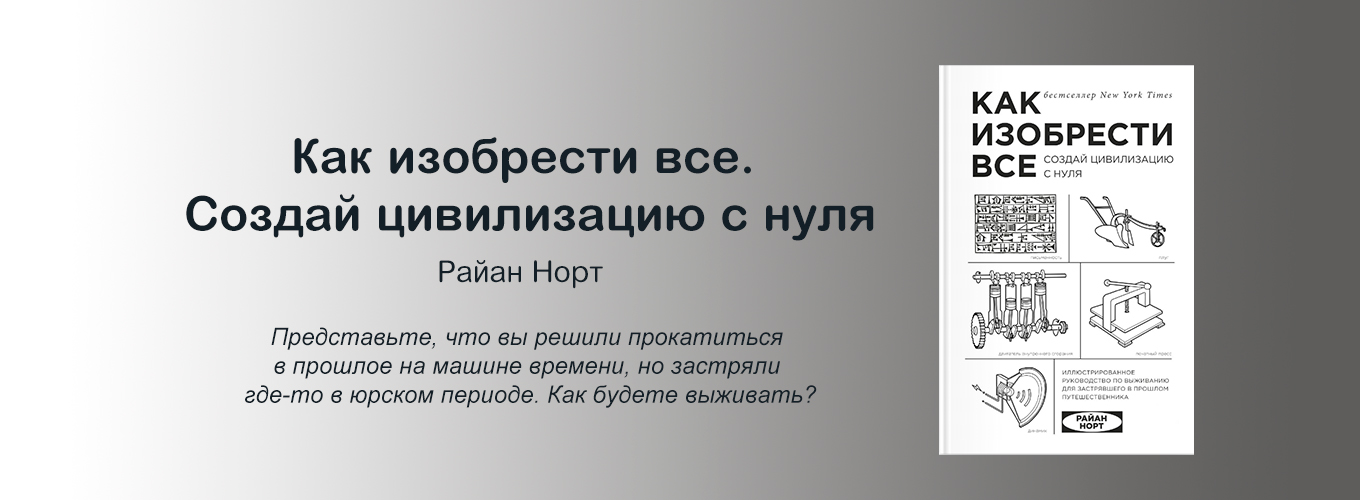 Как изобрести все.
Создай цивилизацию с нуля
Райан Норт
Представьте, что вы решили прокатиться
в прошлое на машине времени, но застряли
где-то в юрском периоде. Как будете выживать?
КАК бестселлер New York Times
ИЗОБРЕСТИ
ВСЕ СОЗДАЙ ЦИВИЛИЗАЦИЮ
С НУЛЯ
письменность
плуг
двигатель внутреннего сгорания
печатный пресс
динамик
ИЛЛЮСТРИРОВАННОЕ
РУКОВОДСТВО ПО ВЫЖИВАНИЮ
ДЛЯ ЗАСТРЯВШЕГО В ПРОШЛОМ
ПУТЕШЕСТВЕННИКА
РАЙАН
НОРТ